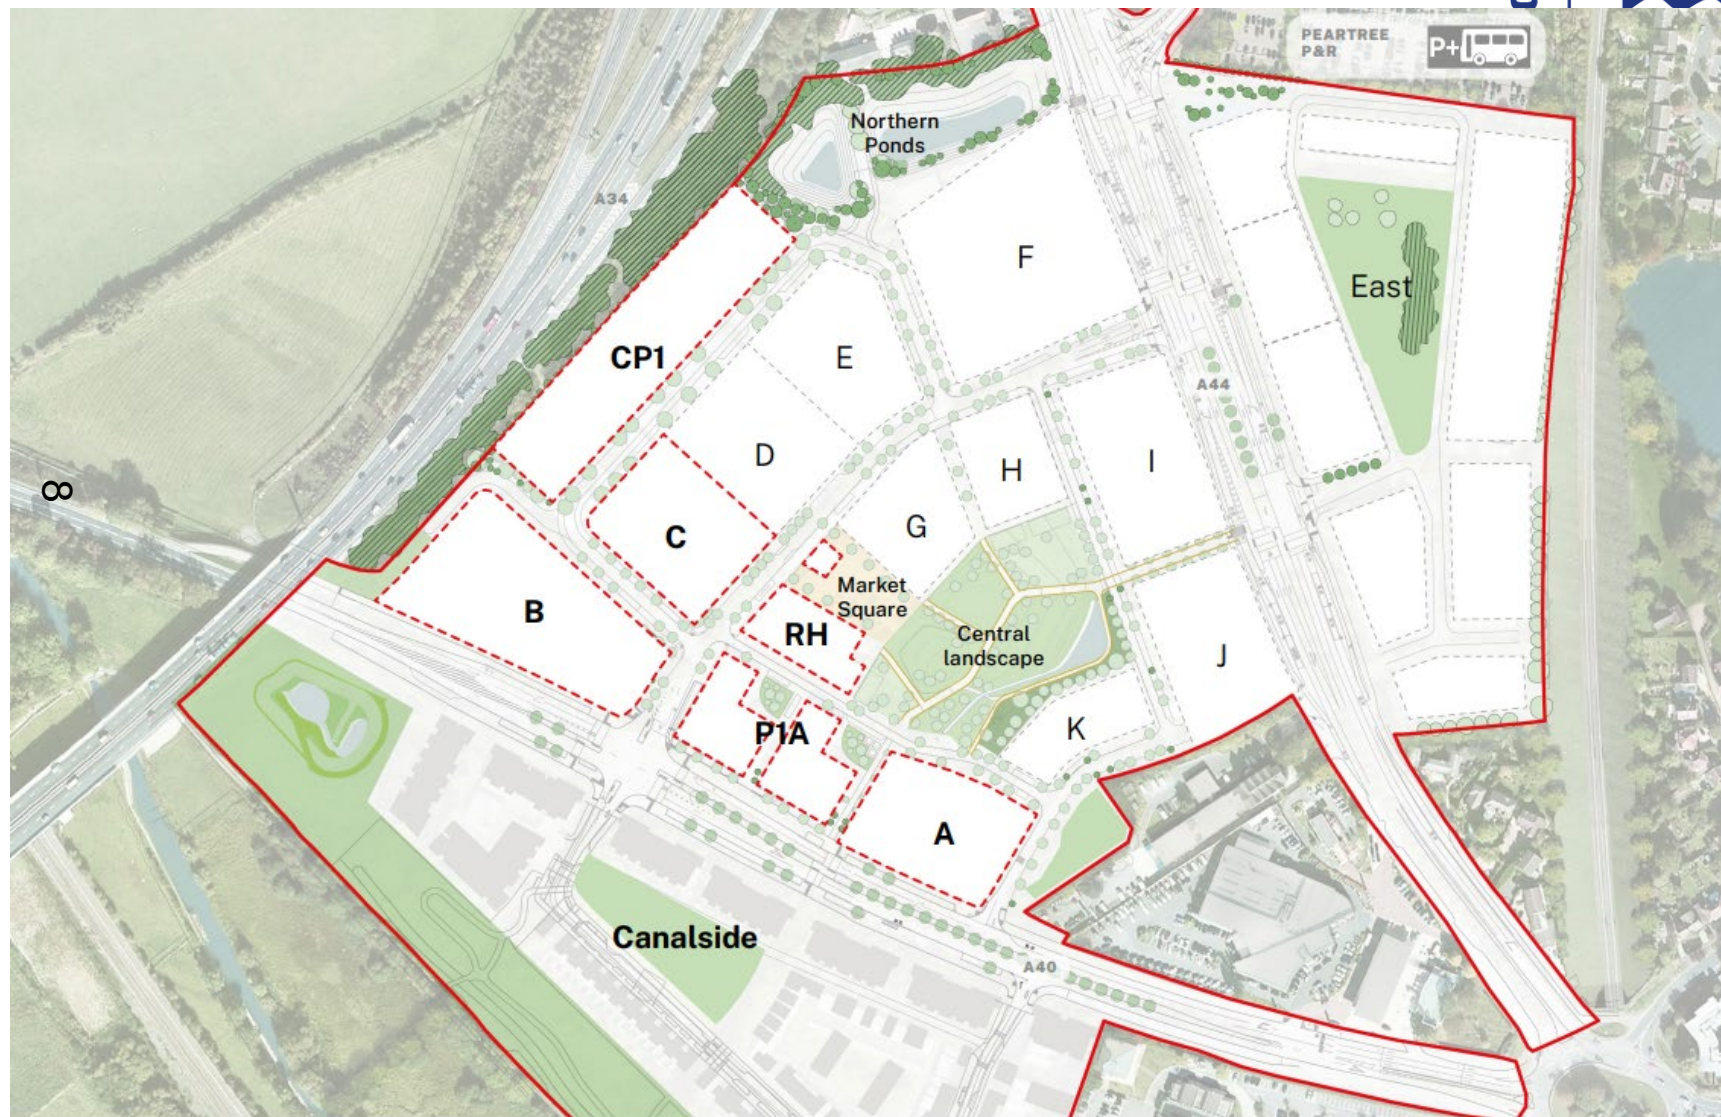 PEARTREE
P&R
P+
Northern
Ponds
A34
F
East
CP1
E
A44
D
H
I
8
C
G
Market
Square
B
RH
Central
landscape
J
P1A
K
A
Canalside
A40